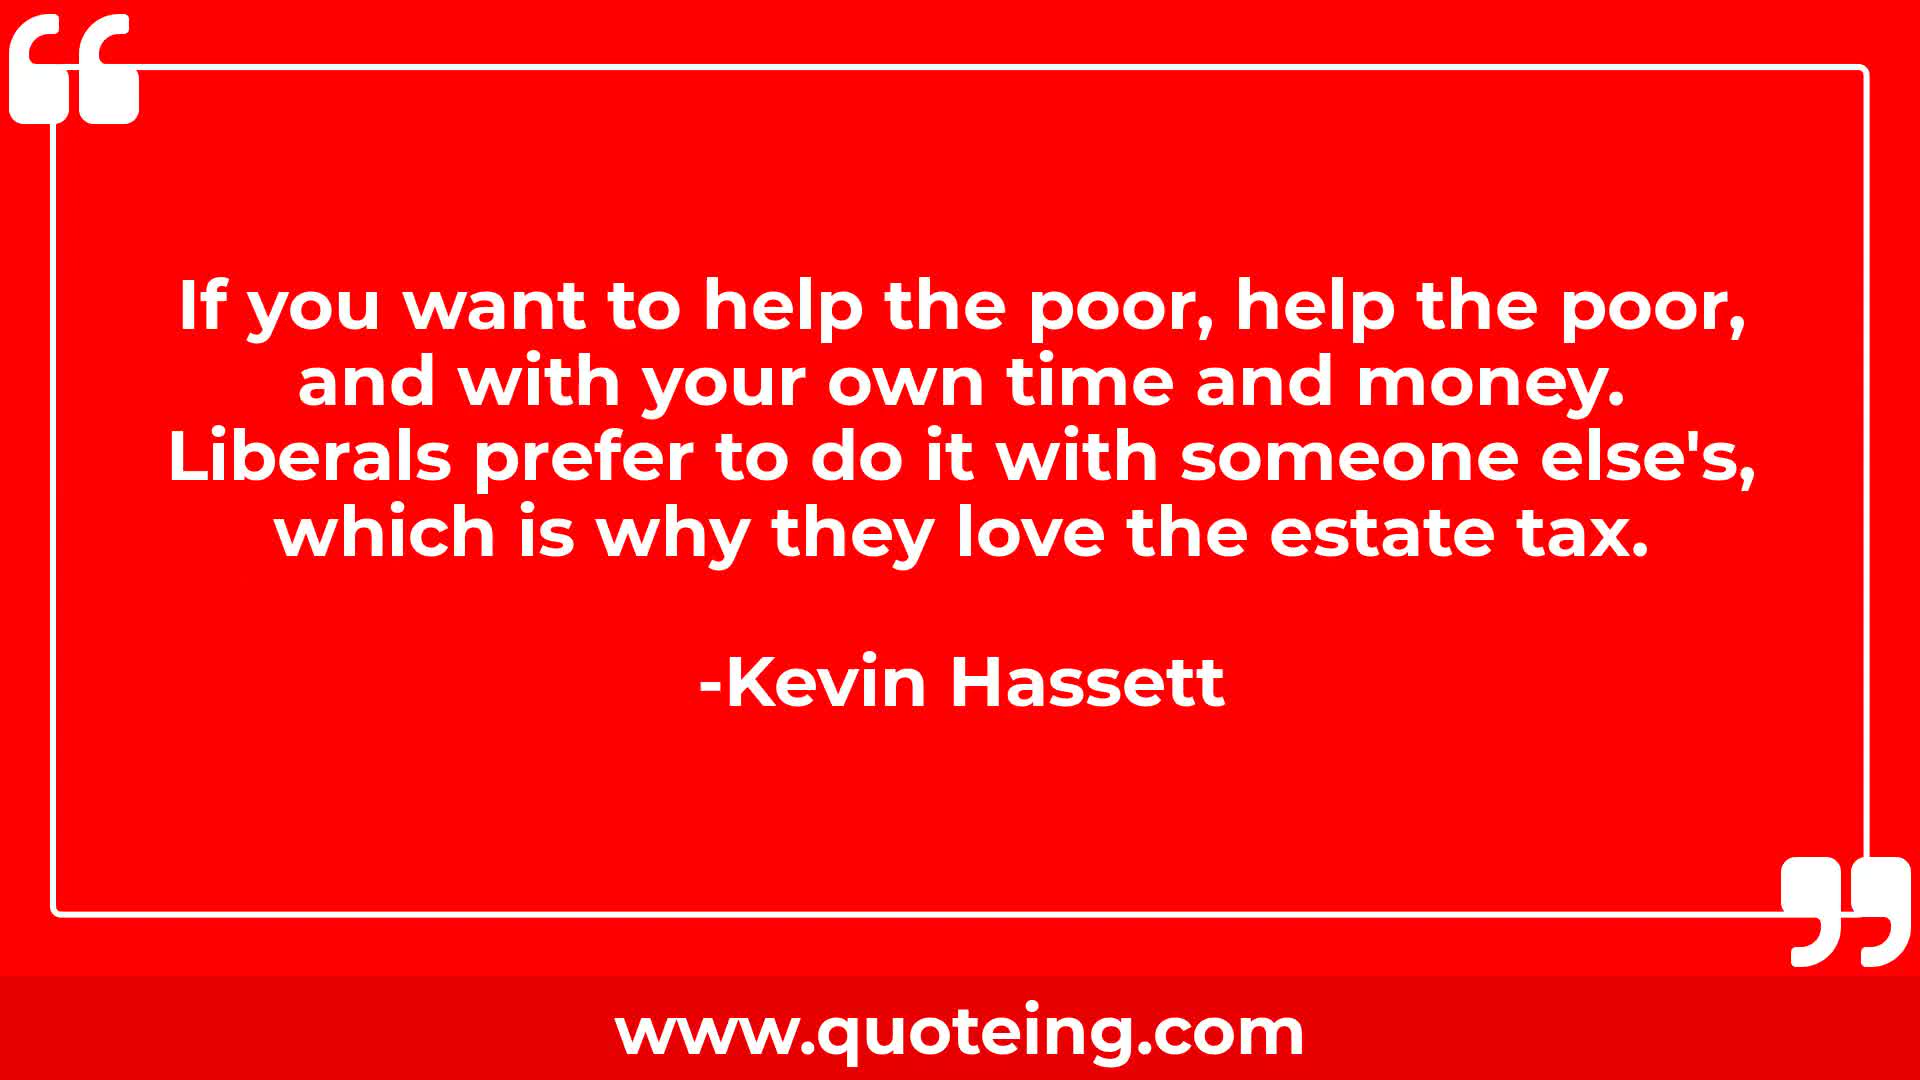 If you want to help the poor, help the poor,
and with your own time and money.
Liberals prefer to do it with someone else's,
which is why they love the estate tax.
-Kevin Hassett
www.quoteing.com